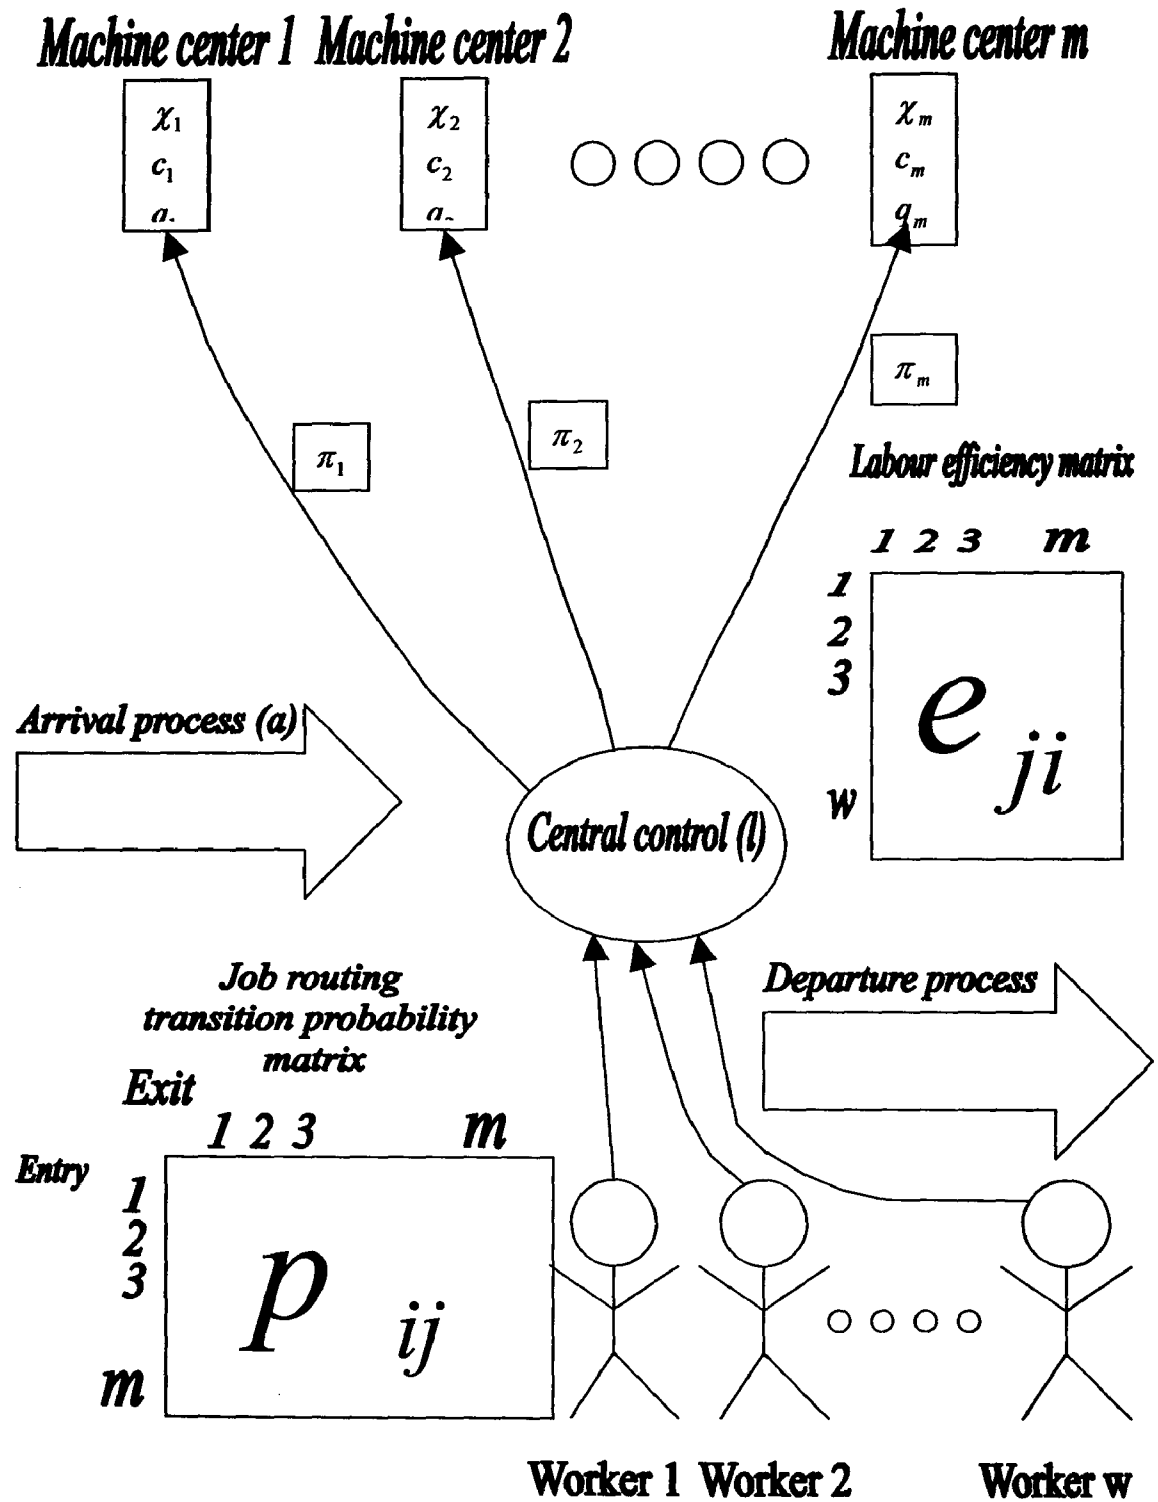 Machine center 1 Machine center 2 Machine center m
χ₁ χ₂ χₘ
c₁ c₂ cₘ
qₘ
πₘ
π₂
π₁
Labour efficiency matrix
1 2 3 m
1
2
3
w
e ji
Arrival process (a)
Central control (l)
Job routing
transition probability
matrix
Departure process
Exit
1 2 3 m
Entry
1
2
3
m
p ij
Worker 1 Worker 2 Worker w